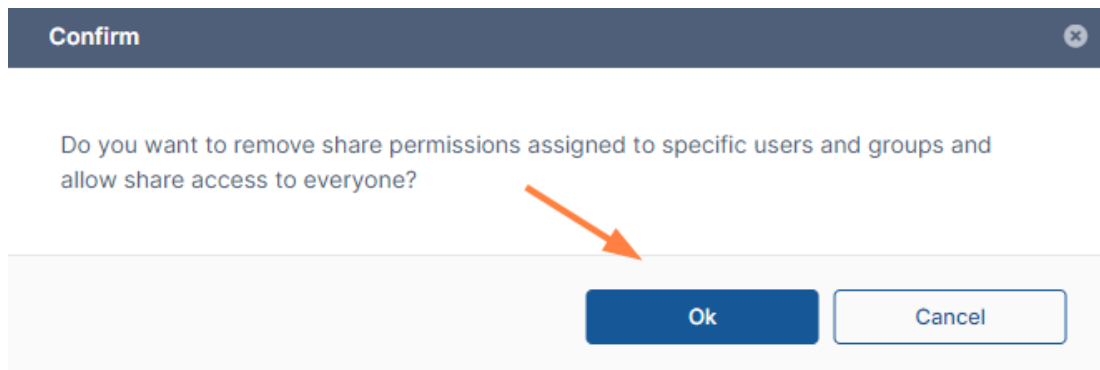 Confirm
Do you want to remove share permissions assigned to specific users and groups and
allow share access to everyone?
Ok
Cancel